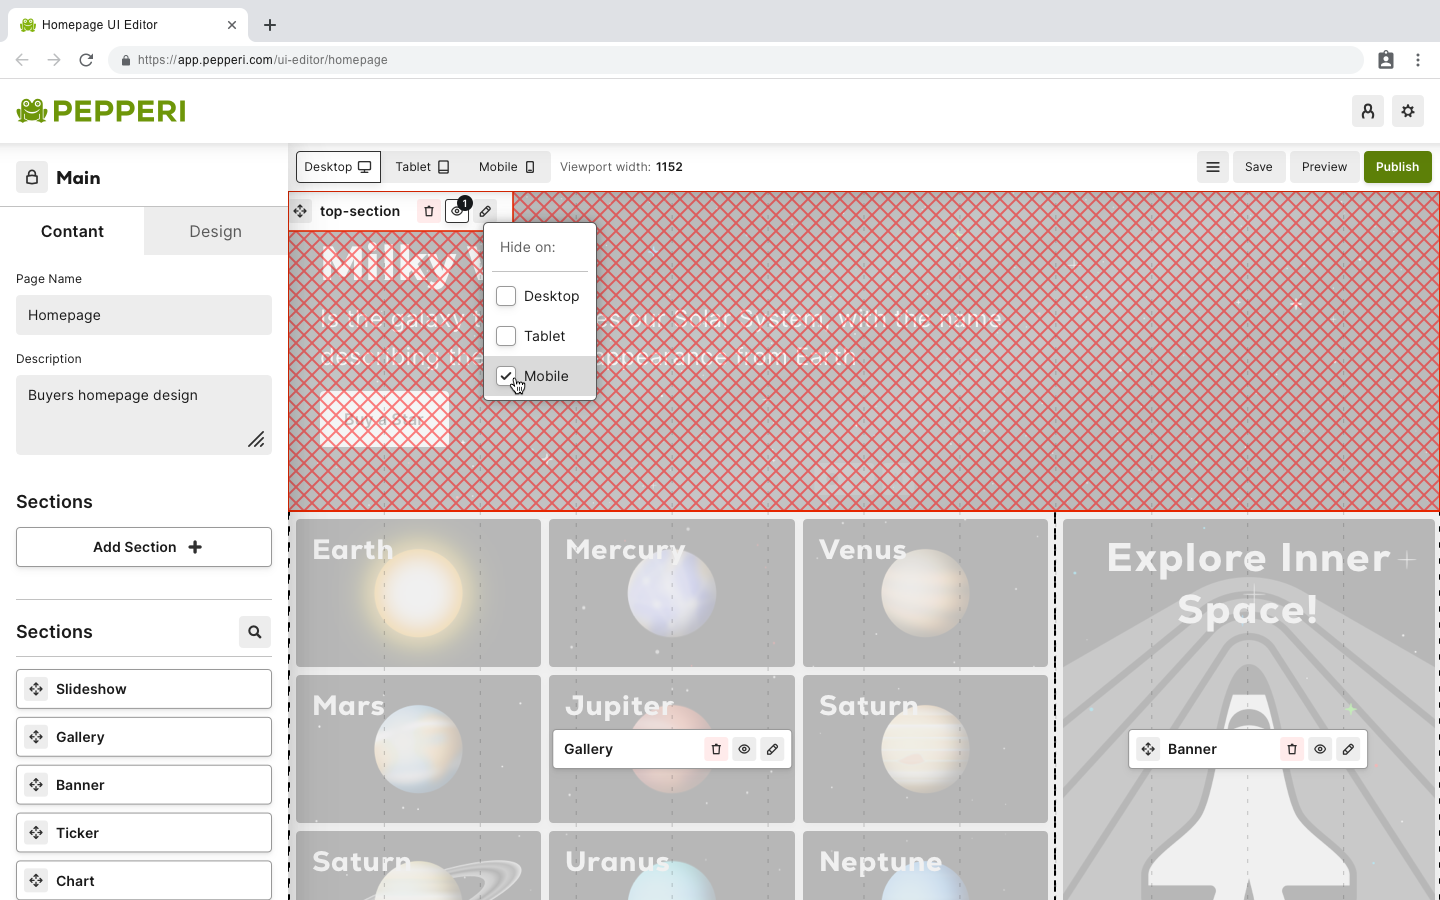 Homepage UI Editor
https://app.pepperi.com/ui-editor/homepage
PEPPERI
Main
Desktop
Tablet
Mobile
Viewport width: 1152
Save
Preview
Publish
Contant
Design
Page Name
Homepage
Description
Buyers homepage design
Sections
Add Section
Sections
Slideshow
Gallery
Banner
Ticker
Chart
top-section
1
Hide on:
Desktop
Tablet
Mobile
Milky
is the galaxy es our Solar System, with the name
describing the appearance from Earth
Buy a Star
Earth
Mercury
Venus
Explore Inner
Space!
Mars
Jupiter
Saturn
Gallery
Banner
Saturn
Uranus
Neptune